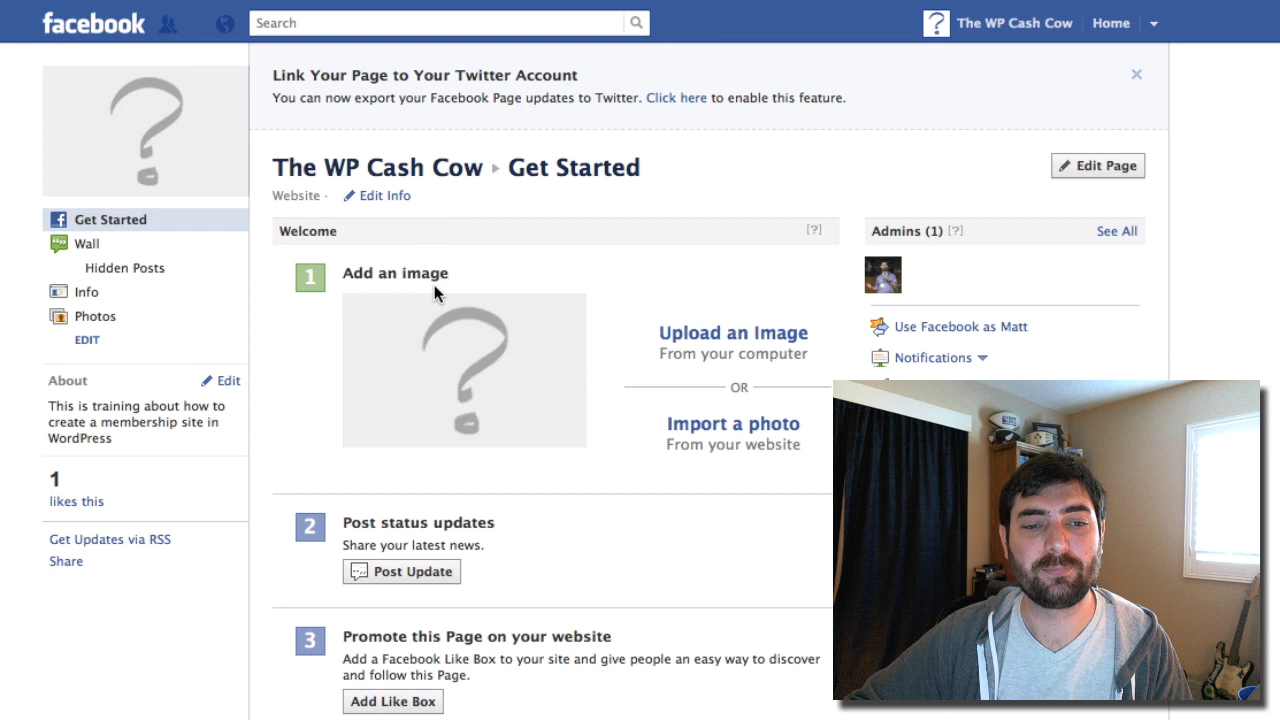 facebook
Search
The WP Cash Cow
Home
Link Your Page to Your Twitter Account
You can now export your Facebook Page updates to Twitter. Click here to enable this feature.
The WP Cash Cow ▸ Get Started
Edit Page
Website · Edit Info
Get Started
Wall
Hidden Posts
Info
Photos
EDIT
About
Edit
This is training about how to
create a membership site in
WordPress
1
likes this
Get Updates via RSS
Share
Welcome
[?]
1
Add an image
Upload an Image
From your computer
OR
Import a photo
From your website
2
Post status updates
Share your latest news.
Post Update
3
Promote this Page on your website
Add a Facebook Like Box to your site and give people an easy way to discover
and follow this Page.
Add Like Box
Admins (1) [?]
See All
Use Facebook as Matt
Notifications